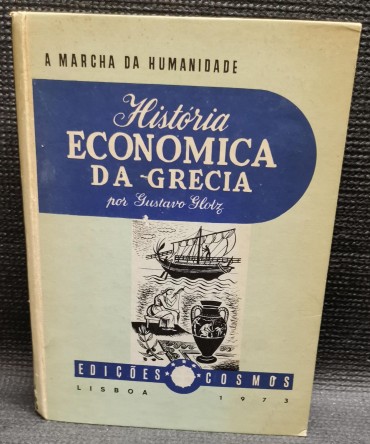 A MARCHA DA HUMANIDADE
História
ECONOMICA
DA GRECIA
por Gustavo Glotz
EDIÇÕES COSMOS
LISBOA 1973